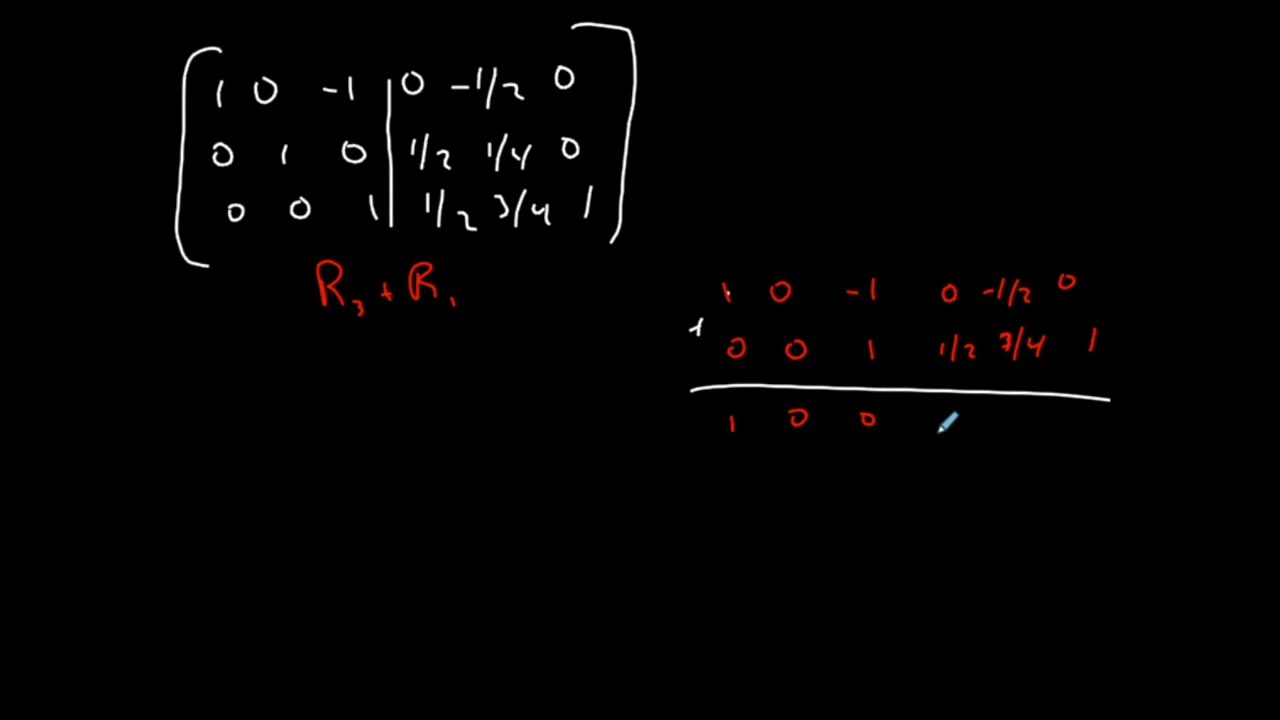 1 0 -1 | 0 -1/2 0
0 1 0 | 1/2 1/4 0
0 0 1 | 1/2 3/4 1
R₃ + R₁
1 0 -1 0 -1/2 0
+ 0 0 1 1/2 3/4 1
1 0 0